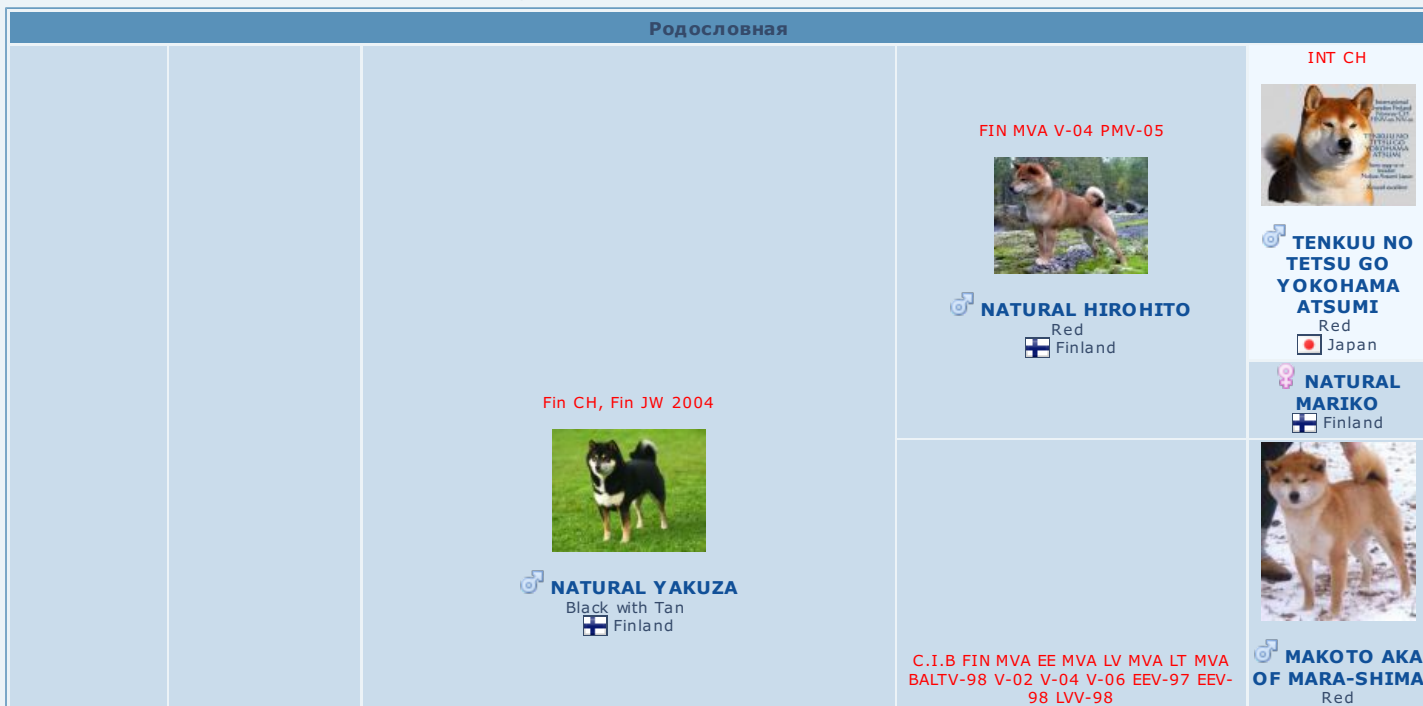 Родословная
FIN MVA V-04 PMV-05
NATURAL HIROHITO
Red
Finland
INT CH
TENKUU NO
TETSU GO
YOKOHAMA
ATSUMI
Red
Japan
NATURAL
MARIKO
Finland
Fin CH, Fin JW 2004
NATURAL YAKUZA
Black with Tan
Finland
C.I.B FIN MVA EE MVA LV MVA LT MVA
BALTV-98 V-02 V-04 V-06 EEV-97 EEV-
98 LVV-98
MAKOTO AKA
OF MARA-SHIMA
Red